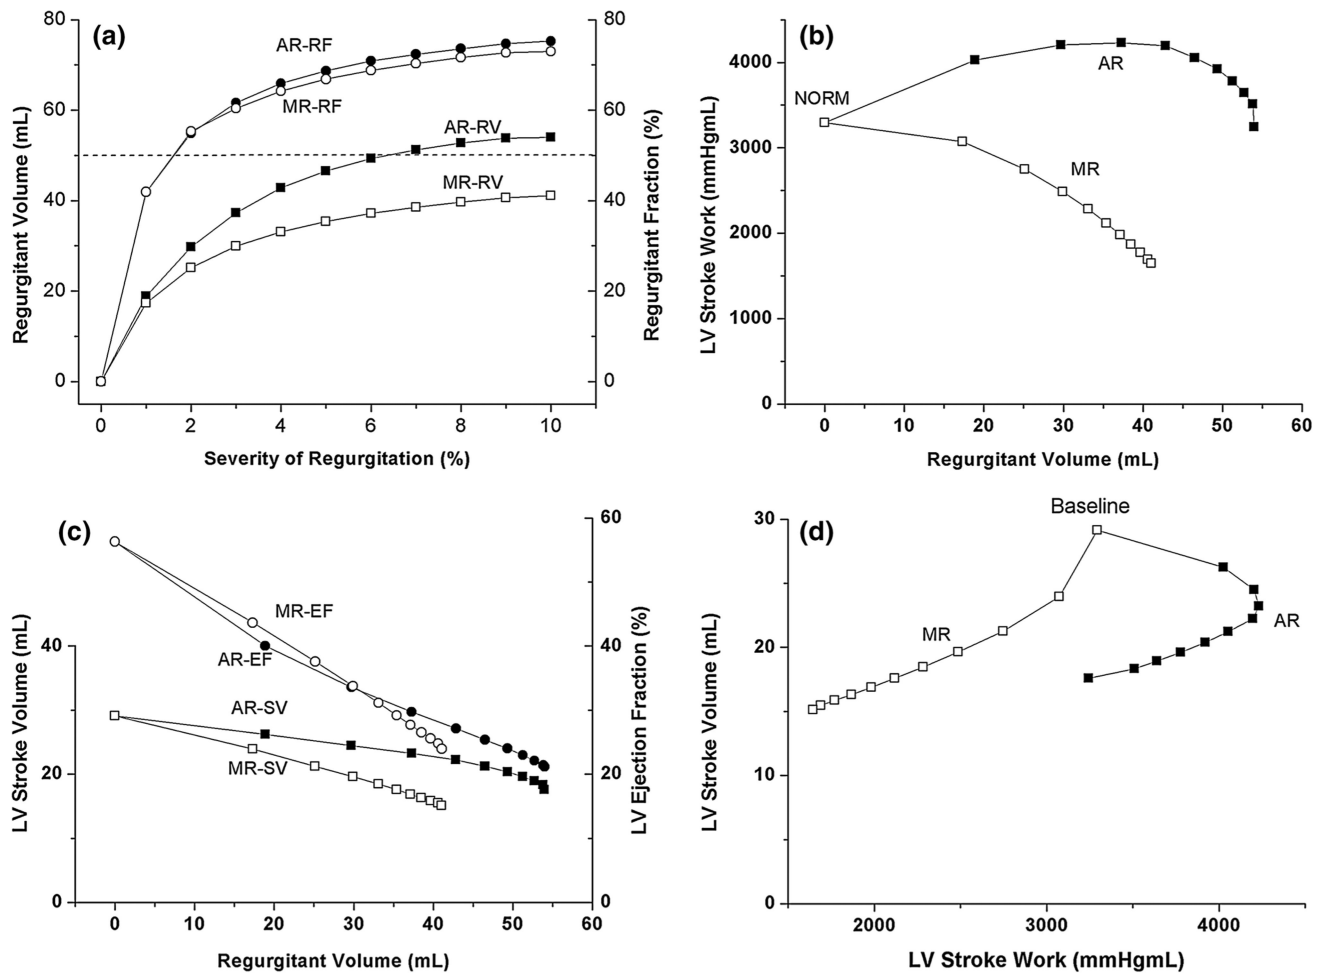 (a)
80
60
40
20
0
Regurgitant Volume (mL)
AR-RF
MR-RF
AR-RV
MR-RV
80
60
40
20
0
Regurgitant Fraction (%)
0 2 4 6 8 10
Severity of Regurgitation (%)
(b)
4000
3000
2000
1000
0
LV Stroke Work (mmHgmL)
NORM
AR
MR
0 10 20 30 40 50 60
Regurgitant Volume (mL)
(c)
40
20
0
LV Stroke Volume (mL)
MR-EF
AR-EF
AR-SV
MR-SV
60
40
20
0
LV Ejection Fraction (%)
0 10 20 30 40 50 60
Regurgitant Volume (mL)
(d)
30
20
10
0
LV Stroke Volume (mL)
Baseline
MR
AR
2000 3000 4000
LV Stroke Work (mmHgmL)